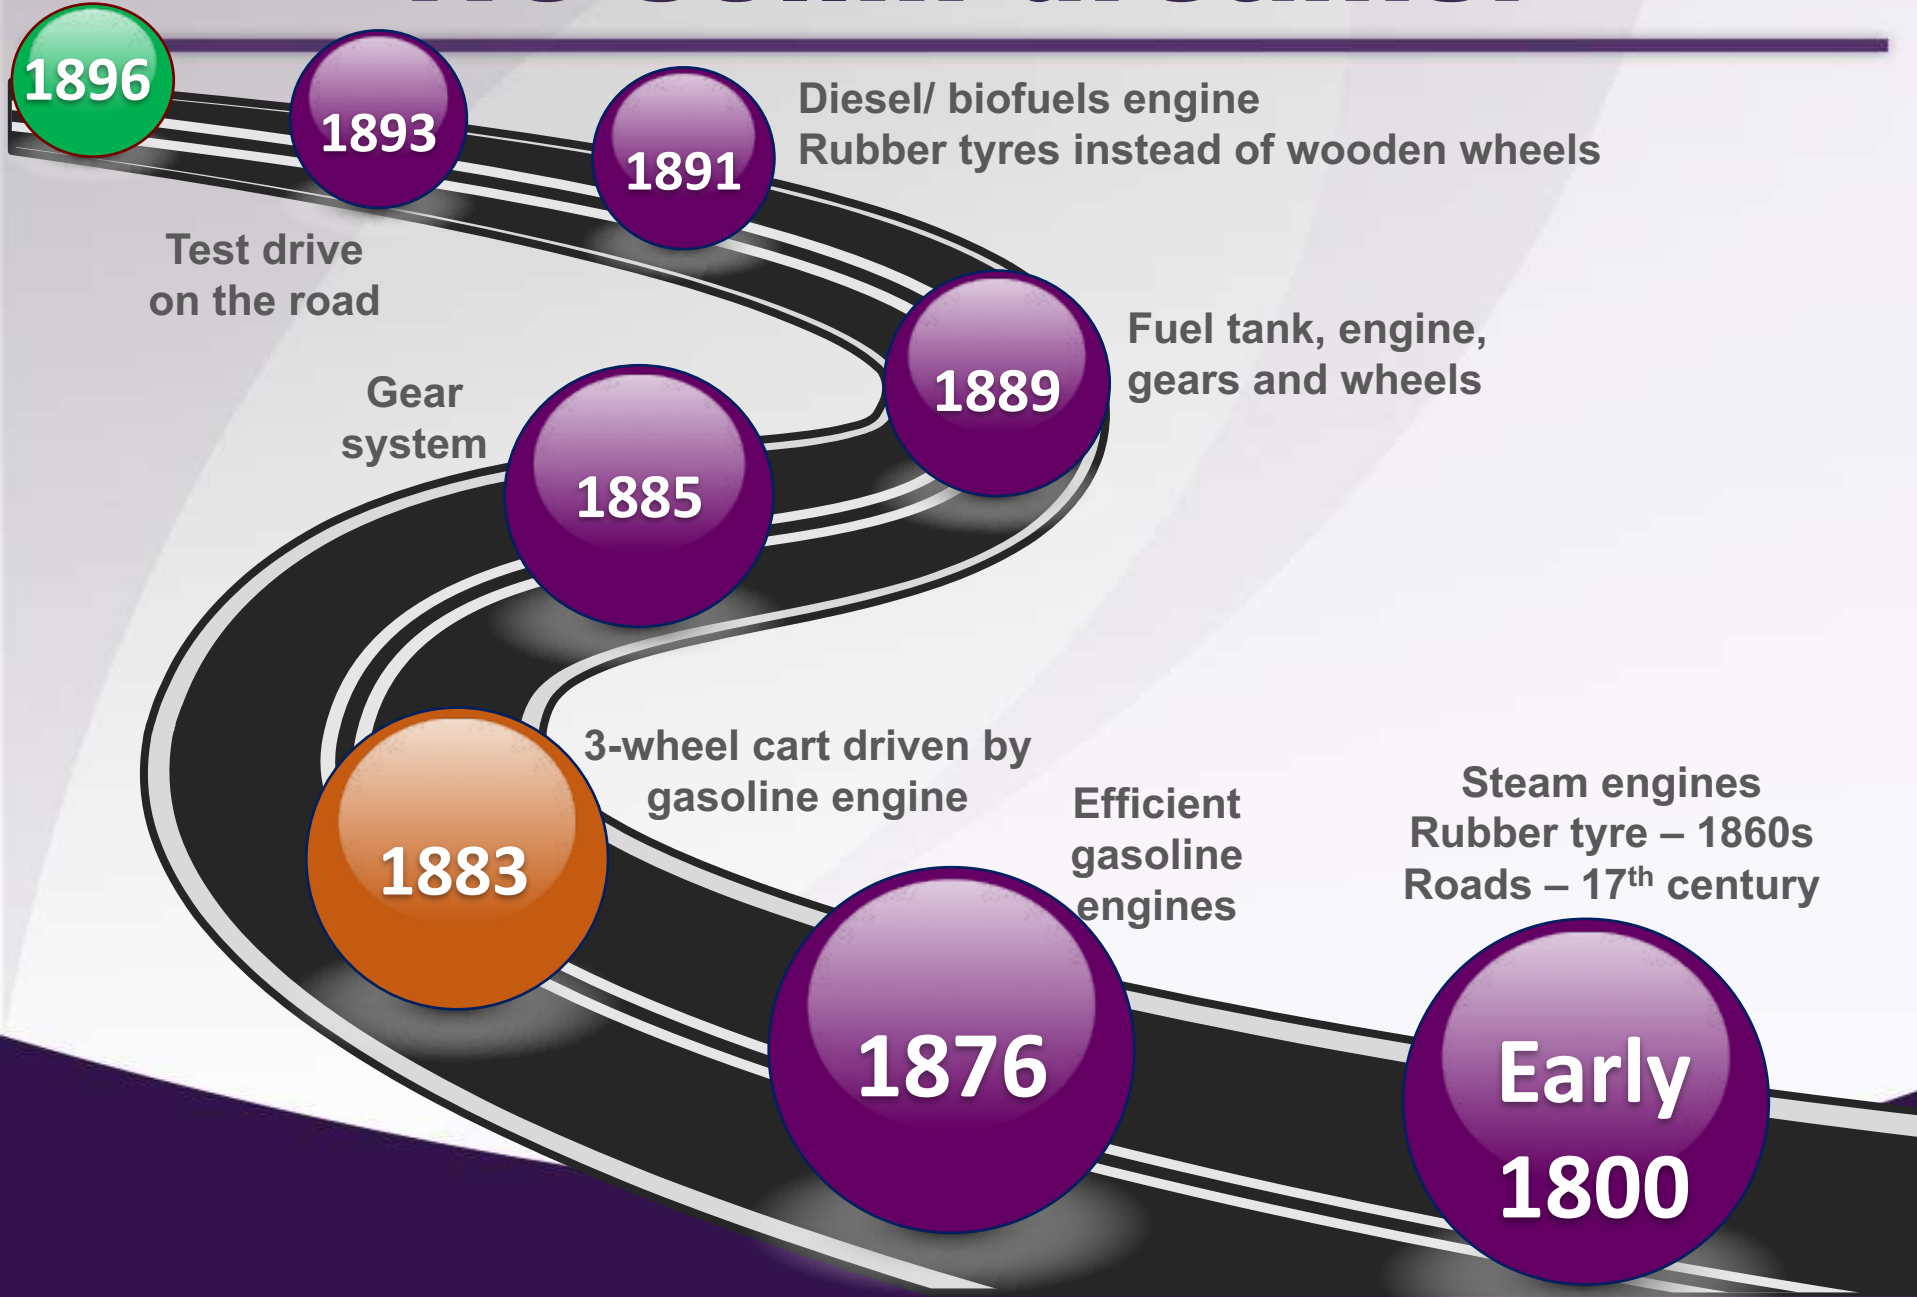 1896
1893
1891
Diesel/ biofuels engine
Rubber tyres instead of wooden wheels
Test drive
on the road
1889
Fuel tank, engine,
gears and wheels
Gear
system
1885
3-wheel cart driven by
gasoline engine
1883
Efficient
gasoline
engines
1876
Steam engines
Rubber tyre – 1860s
Roads – 17th century
Early
1800